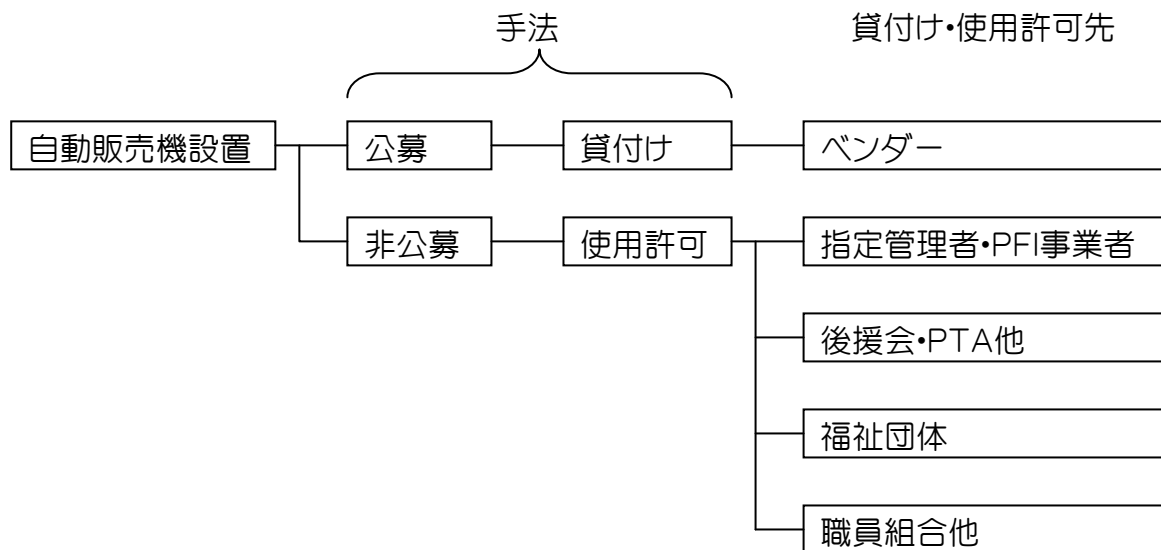 手法
貸付け・使用許可先
自動販売機設置
公募
貸付け
ベンダー
非公募
使用許可
指定管理者・PFI事業者
後援会・PTA他
福祉団体
職員組合他